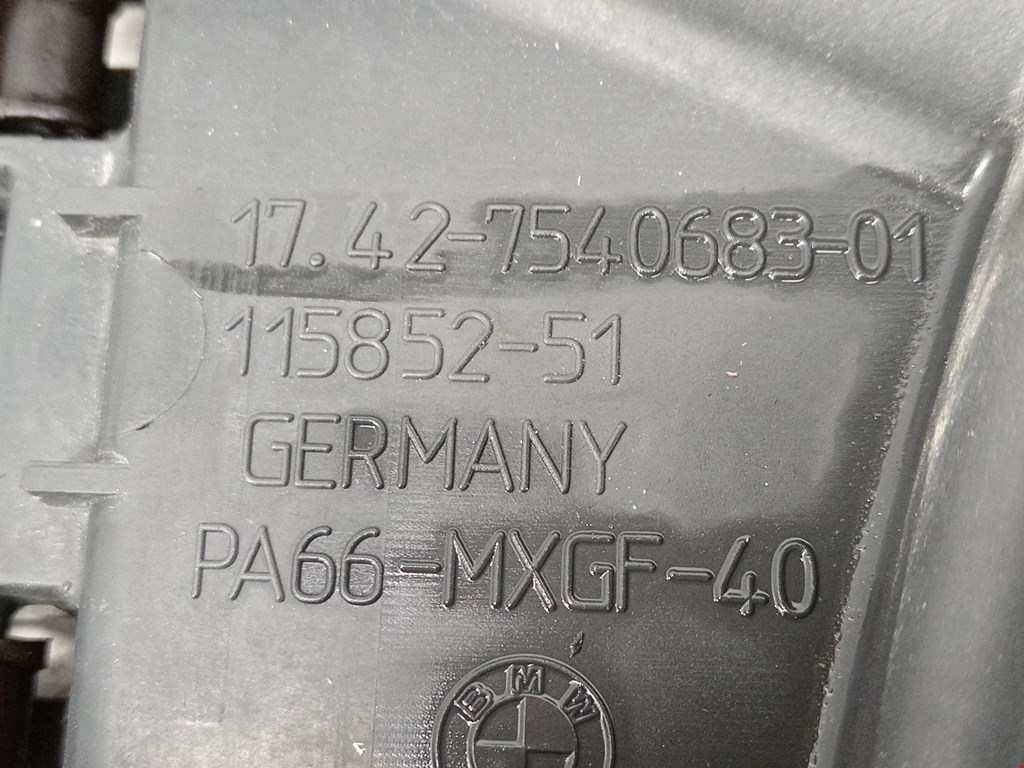 17.42-7540683-01
115852-51
GERMANY
PA66-MXGF-40
BMW